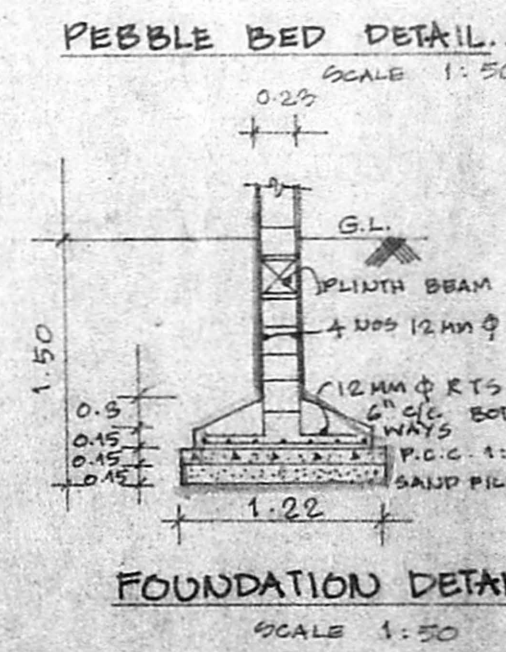 PEBBLE BED DETAIL.
SCALE 1:50
0.23
G.L.
PLINTH BEAM
4 NOS 12 MM ϕ
1.50
12 MM ϕ RTS
0.3
6" C/C BOT
WAYS
0.15
0.15
P.C.C. 1:
0.15
SAND FIL
1.22
FOUNDATION DETAI
SCALE 1:50